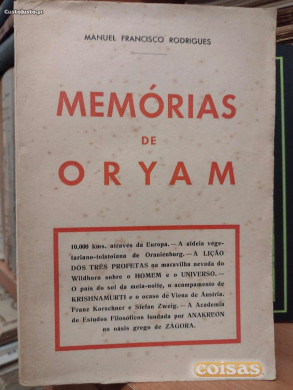 CustoJusto.pt
MANUEL FRANCISCO RODRIGUES
MEMÓRIAS
DE
ORYAM
10.000 kms. através da Europa. — A aldeia vege-
tariano-tolstoiana de Oranienburg. — A LIÇÃO
DOS TRÊS PROFETAS na maravilha nevada do
Wildhorn sobre o HOMEM e o UNIVERSO. —
O país do sol da meia-noite, o acampamento de
KRISHNAMURTI e o ocaso de Viena de Áustria.
Franz Korschner e Stefan Zweig. — A Academia
de Estudos Filosóficos fundada por ANAKREÓN
no oásis grego de ZÁGORA.
coisas